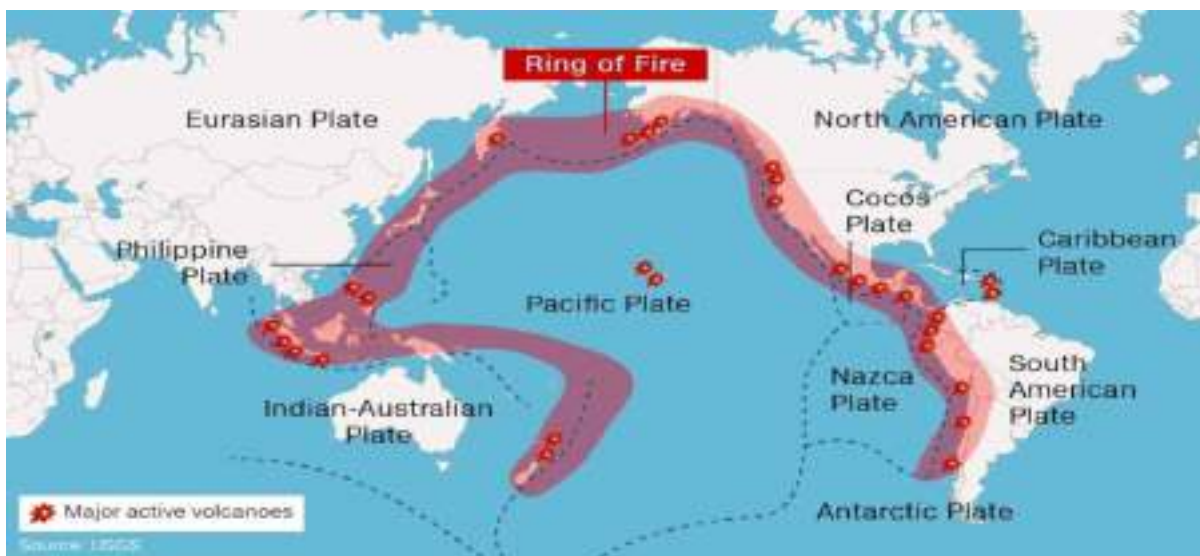 Ring of Fire
Eurasian Plate
North American Plate
Cocos
Plate
Philippine
Plate
Caribbean
Plate
Pacific Plate
Nazca
Plate
South
American
Plate
Indian-Australian
Plate
Antarctic Plate
Major active volcanoes
Source: USGS